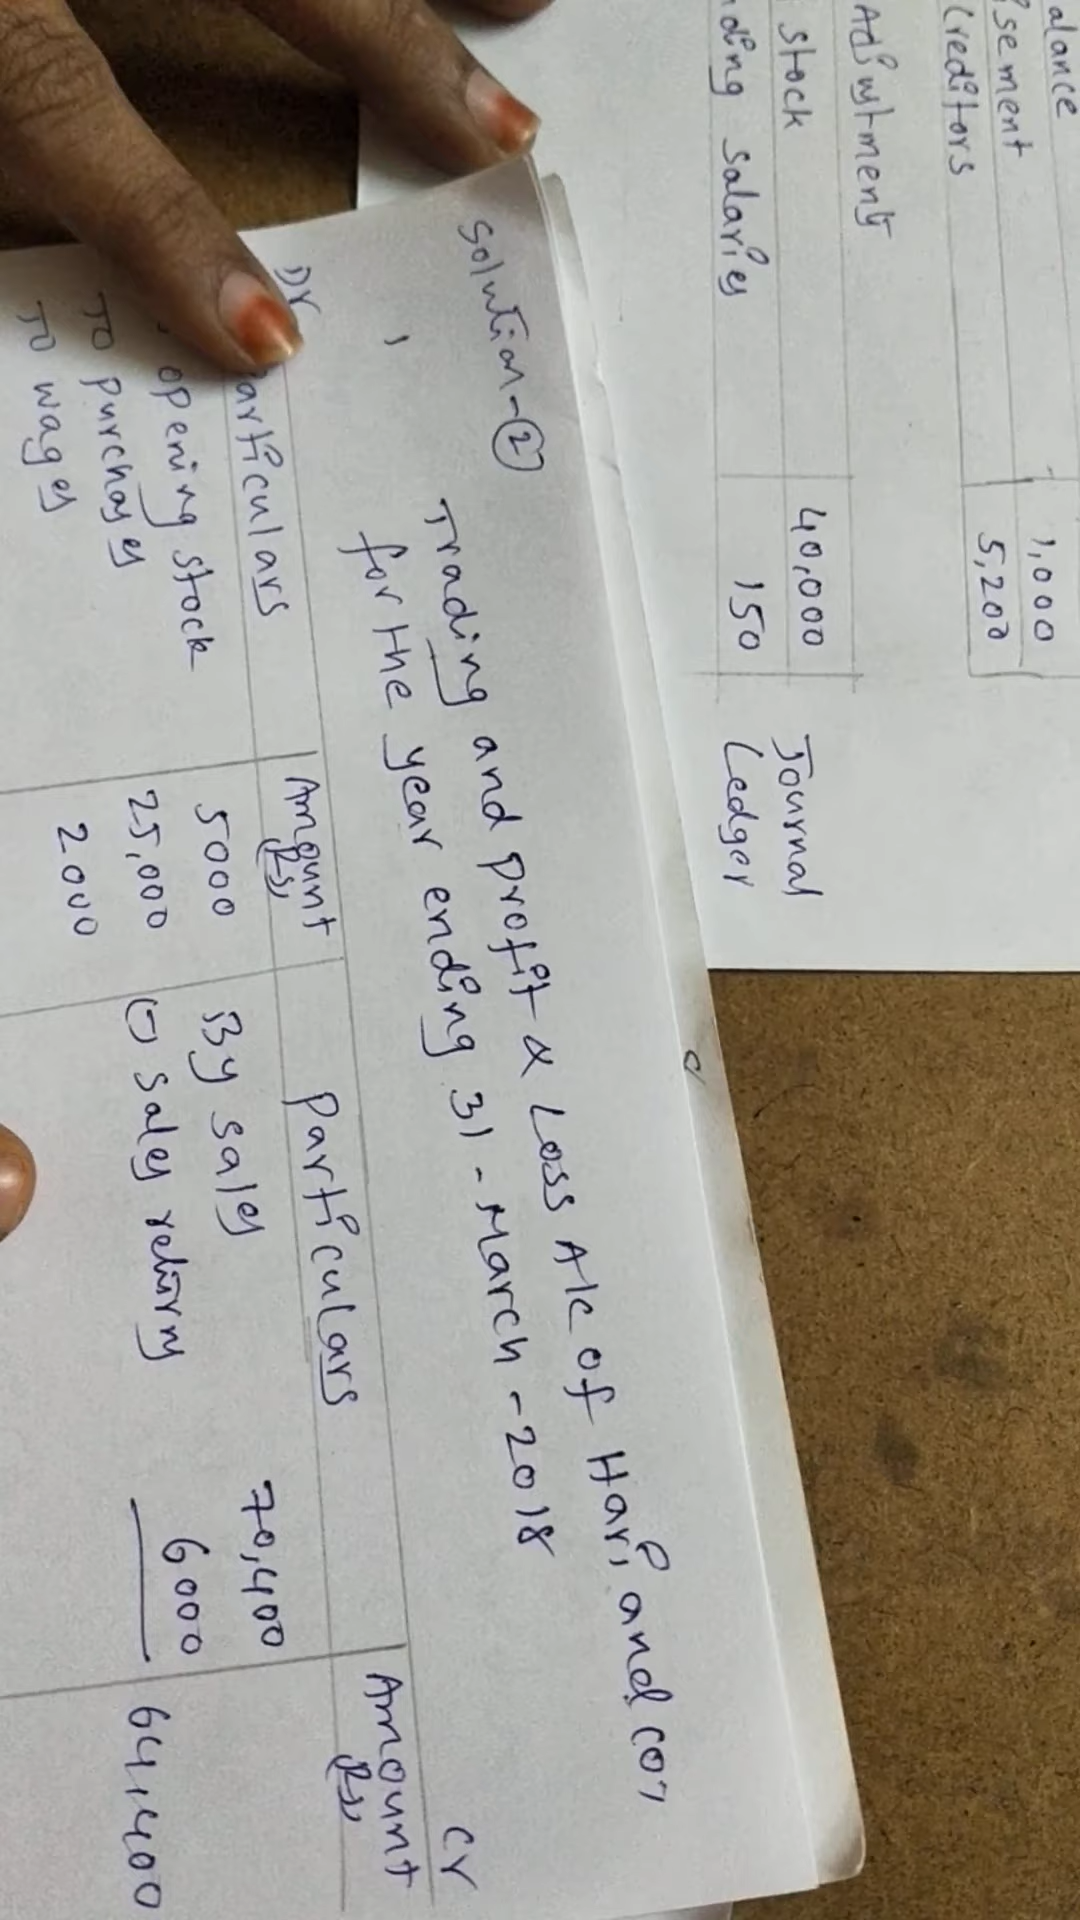 alance 1,000
sement
creditors 5,200
Adjustments
stock 40,000 Journal
ding salaries 150 Ledger
Solution-②
Trading and profit & Loss A/c of Hari and co,
for the year ending 31-March-2018
Dr Cr
articulars Amount Rs, particulars Amount Rs,
opening stock 5000 By sales 70,400
To purchases 25,000 (-) sales returns 6000 64,400
To wages 2000